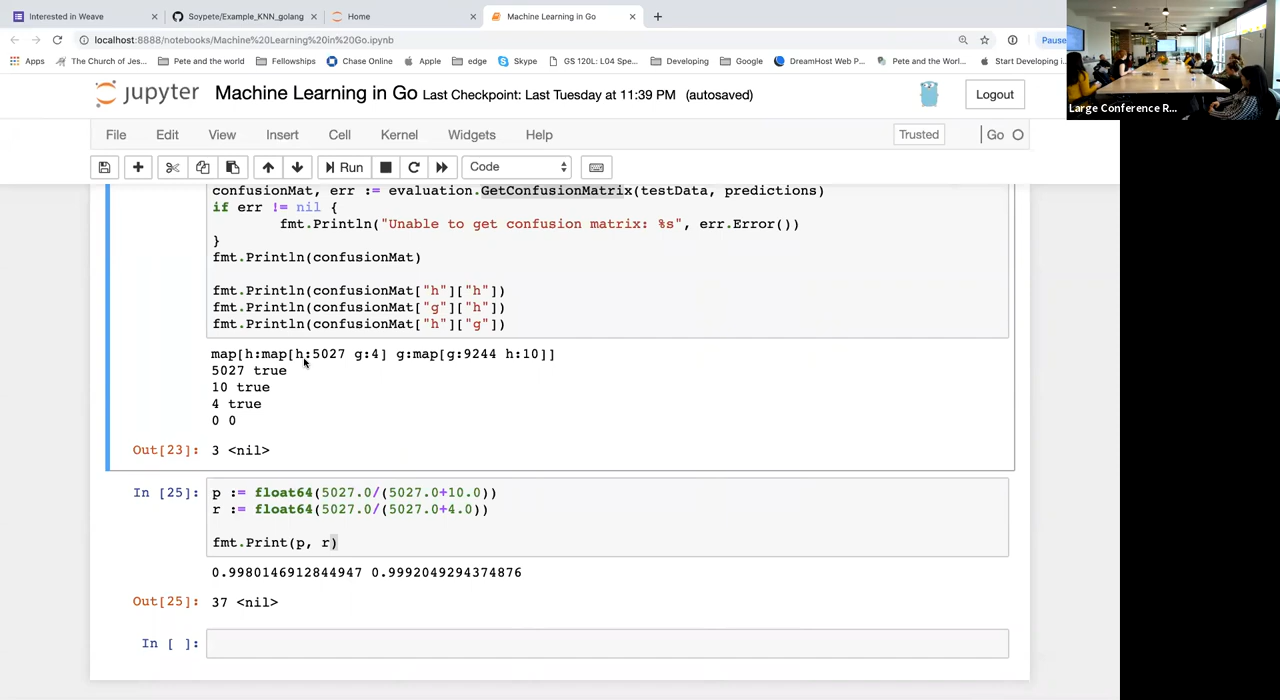 Interested in Weave
Soypete/Example_KNN_golang
Home
Machine Learning in Go
localhost:8888/notebooks/Machine%20Learning%20in%20Go.ipynb
Pause
Apps
The Church of Jes...
Pete and the world
Fellowships
Chase Online
Apple
edge
Skype
GS 120L: L04 Spe...
Developing
Google
DreamHost Web P...
Pete and the Worl...
Start Developing i
Large Conference R...
jupyter Machine Learning in Go Last Checkpoint: Last Tuesday at 11:39 PM (autosaved)
Logout
File Edit View Insert Cell Kernel Widgets Help
Trusted
Go
Run
Code
confusionMat, err := evaluation.GetConfusionMatrix(testData, predictions)
if err != nil {
fmt.Println("Unable to get confusion matrix: %s", err.Error())
}
fmt.Println(confusionMat)
fmt.Println(confusionMat["h"]["h"])
fmt.Println(confusionMat["g"]["h"])
fmt.Println(confusionMat["h"]["g"])
map[h:map[h:5027 g:4] g:map[g:9244 h:10]]
5027 true
10 true
4 true
0 0
Out[23]: 3 <nil>
In [25]: p := float64(5027.0/(5027.0+10.0))
r := float64(5027.0/(5027.0+4.0))
fmt.Print(p, r)
0.9980146912844947 0.9992049294374876
Out[25]: 37 <nil>
In [ ]: